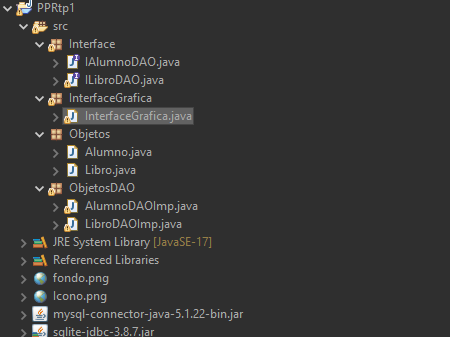 PPRtp1
src
Interface
IAlumnoDAO.java
ILibroDAO.java
InterfaceGrafica
InterfaceGrafica.java
Objetos
Alumno.java
Libro.java
ObjetosDAO
AlumnoDAOImp.java
LibroDAOImp.java
JRE System Library [JavaSE-17]
Referenced Libraries
fondo.png
Icono.png
mysql-connector-java-5.1.22-bin.jar
sqlite-jdbc-3.8.7.jar